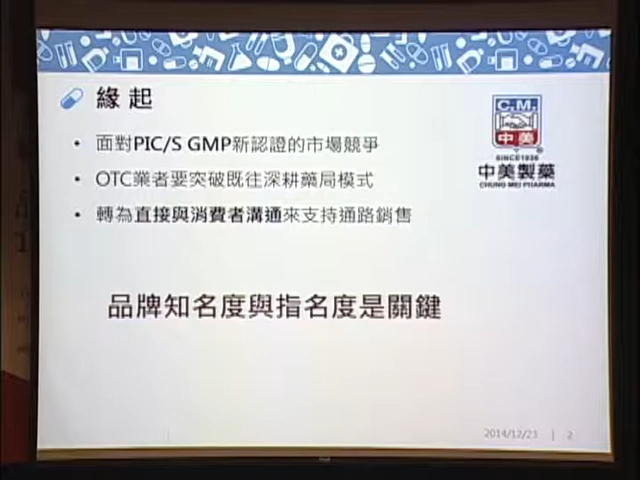 緣起
C.M.
中美
®
SINCE1938
中美製藥
CHUNG MEI PHARMA
• 面對PIC/S GMP新認證的市場競爭
• OTC業者要突破既往深耕藥局模式
• 轉為直接與消費者溝通來支持通路銷售
品牌知名度與指名度是關鍵
2014/12/23 | 2